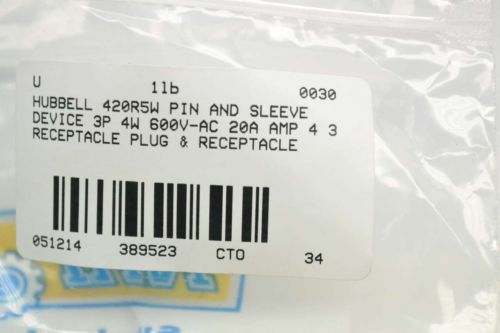 U 1lb 0030
HUBBELL 420R5W PIN AND SLEEVE
DEVICE 3P 4W 600V-AC 20A AMP 4 3
RECEPTACLE PLUG & RECEPTACLE
051214 389523 CTO 34